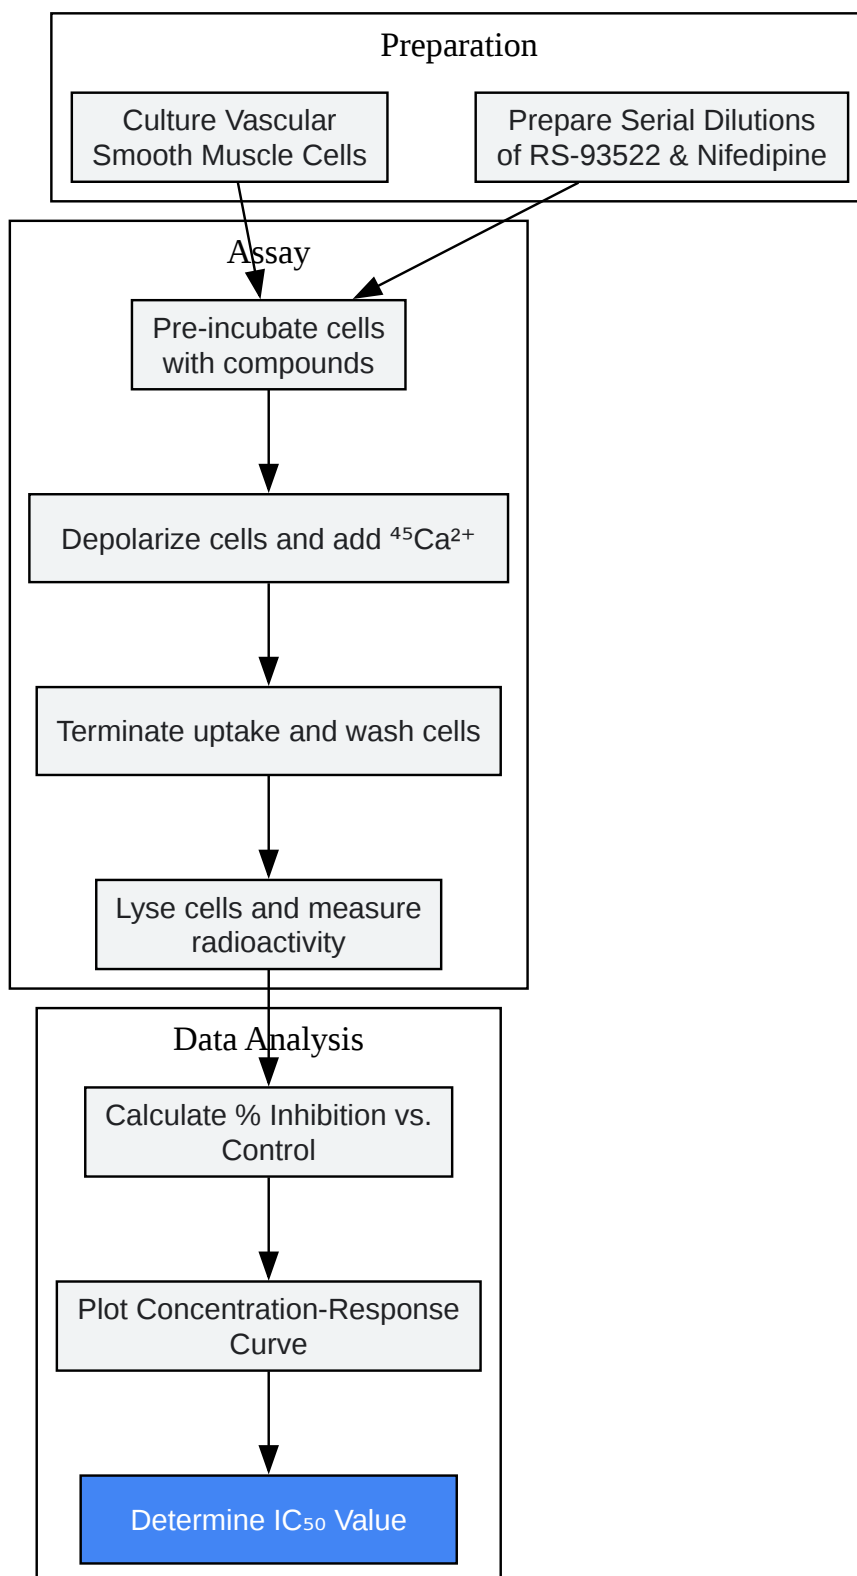 Preparation
Culture Vascular
Smooth Muscle Cells
Prepare Serial Dilutions
of RS-93522 & Nifedipine
Assay
Pre-incubate cells
with compounds
Depolarize cells and add ⁴⁵Ca²⁺
Terminate uptake and wash cells
Lyse cells and measure
radioactivity
Data Analysis
Calculate % Inhibition vs.
Control
Plot Concentration-Response
Curve
Determine IC₅₀ Value